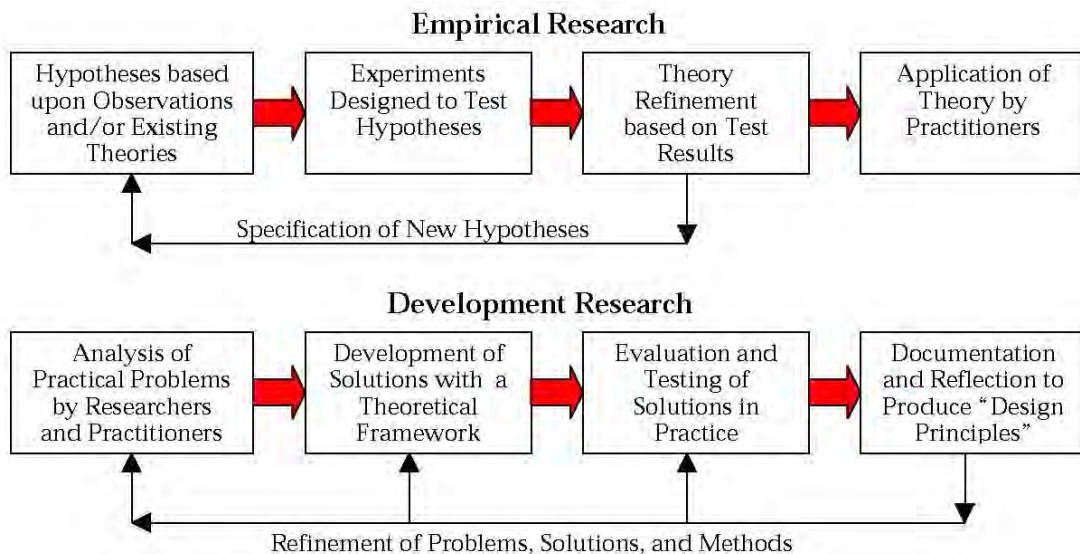 Empirical Research
Hypotheses based
upon Observations
and/or Existing
Theories
Experiments
Designed to Test
Hypotheses
Theory
Refinement
based on Test
Results
Application of
Theory by
Practitioners
Specification of New Hypotheses
Development Research
Analysis of
Practical Problems
by Researchers
and Practitioners
Development of
Solutions with a
Theoretical
Framework
Evaluation and
Testing of
Solutions in
Practice
Documentation
and Reflection to
Produce “Design
Principles”
Refinement of Problems, Solutions, and Methods